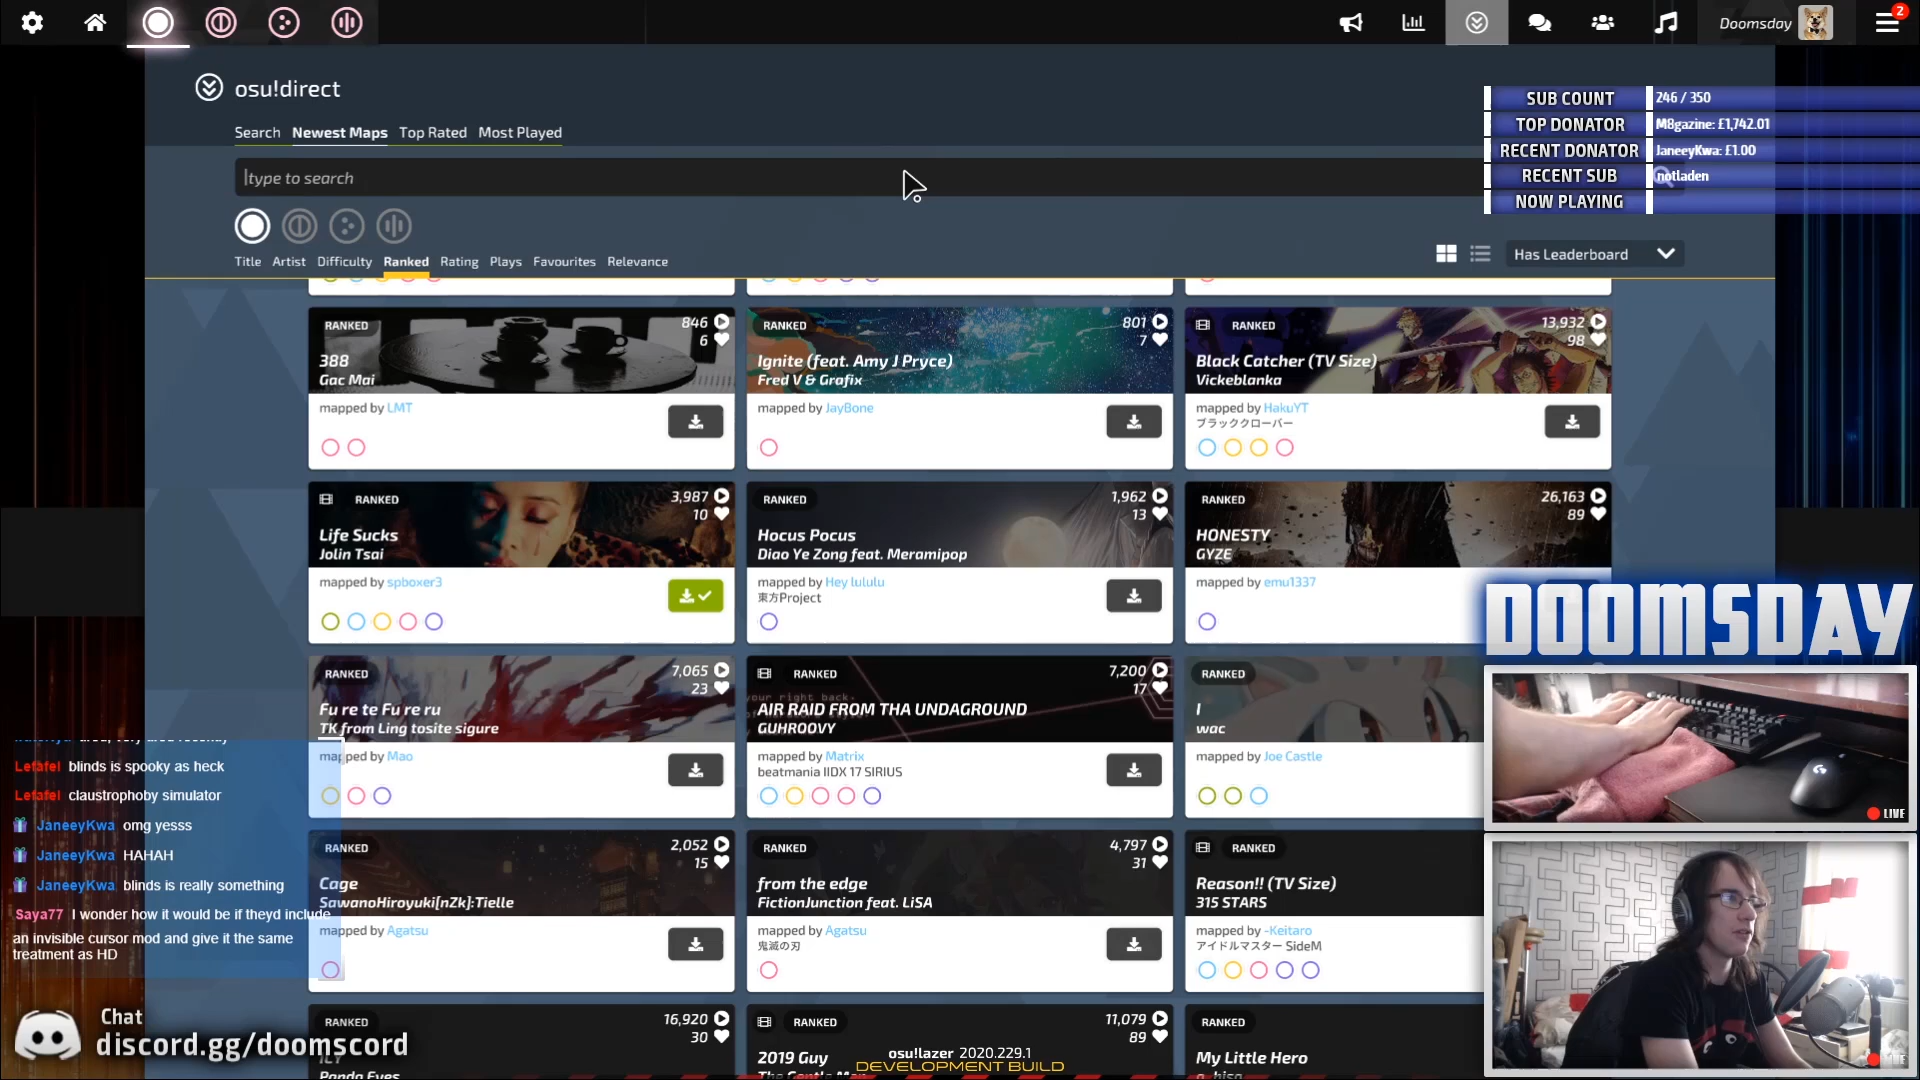 Doomsday
2
osu!direct
Search Newest Maps Top Rated Most Played
type to search
Title Artist Difficulty Ranked Rating Plays Favourites Relevance
Has Leaderboard
SUB COUNT 246 / 350
TOP DONATOR M8gazine: £1,742.01
RECENT DONATOR JaneeyKwa: £1.00
RECENT SUB notladen
NOW PLAYING
RANKED 846
6
388
Gac Mai
mapped by LMT
RANKED 801
7
Ignite (feat. Amy J Pryce)
Fred V & Grafix
mapped by JayBone
RANKED 13,932
98
Black Catcher (TV Size)
Vickeblanka
mapped by HakuYT
ブラッククローバー
RANKED 3,987
10
Life Sucks
Jolin Tsai
mapped by spboxer3
RANKED 1,962
13
Hocus Pocus
Diao Ye Zong feat. Meramipop
mapped by Hey lululu
東方Project
RANKED 26,163
89
HONESTY
GYZE
mapped by emu1337
DOOMSDAY
RANKED 7,065
23
Fu re te Fu re ru
TK from Ling tosite sigure
mapped by Mao
RANKED 7,200
17
your right back-
AIR RAID FROM THA UNDAGROUND
GUHROOVY
mapped by Matrix
beatmania IIDX 17 SIRIUS
RANKED
I
wac
mapped by Joe Castle
LIVE
Lefafel blinds is spooky as heck
Lefafel claustrophoby simulator
JaneeyKwa omg yesss
JaneeyKwa HAHAH
JaneeyKwa blinds is really something
Saya77 I wonder how it would be if theyd include
an invisible cursor mod and give it the same
treatment as HD
RANKED 2,052
15
Cage
SawanoHiroyuki[nZk]:Tielle
mapped by Agatsu
RANKED 4,797
31
from the edge
FictionJunction feat. LiSA
mapped by Agatsu
鬼滅の刃
RANKED
Reason!! (TV Size)
315 STARS
mapped by -Keitaro
アイドルマスター SideM
Chat
discord.gg/doomscord
RANKED 16,920
30
Panda Eyes
RANKED 11,079
89
2019 Guy
RANKED
My Little Hero
osu!lazer 2020.229.1
DEVELOPMENT BUILD